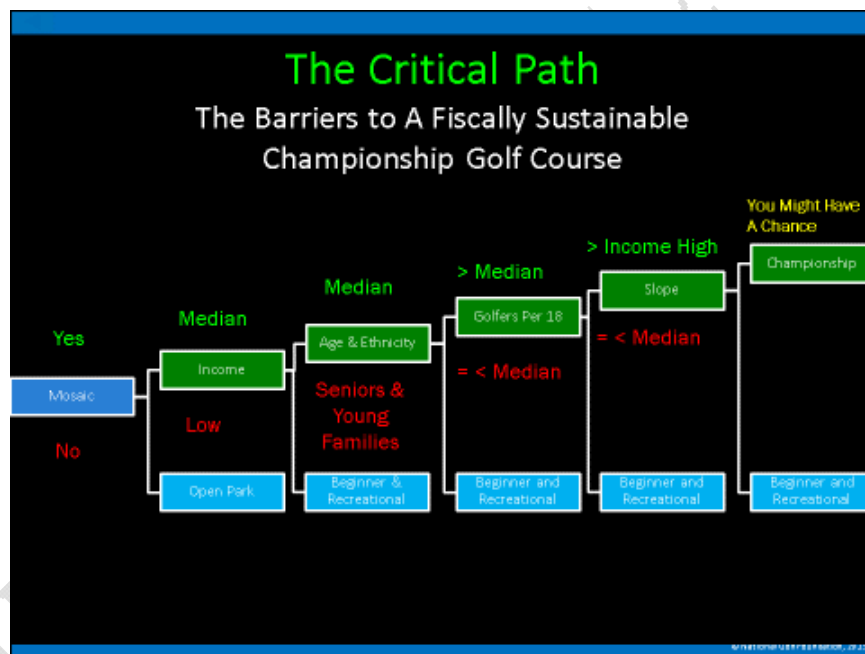 The Critical Path
The Barriers to A Fiscally Sustainable
Championship Golf Course
You Might Have
A Chance
> Income High
Championship
> Median
Slope
Median
Golfers Per 18
= < Median
Median
Age & Ethnicity
= < Median
Yes
Income
Seniors &
Young
Families
Mosaic
Low
No
Open Park
Beginner &
Recreational
Beginner and
Recreational
Beginner and
Recreational
Beginner and
Recreational